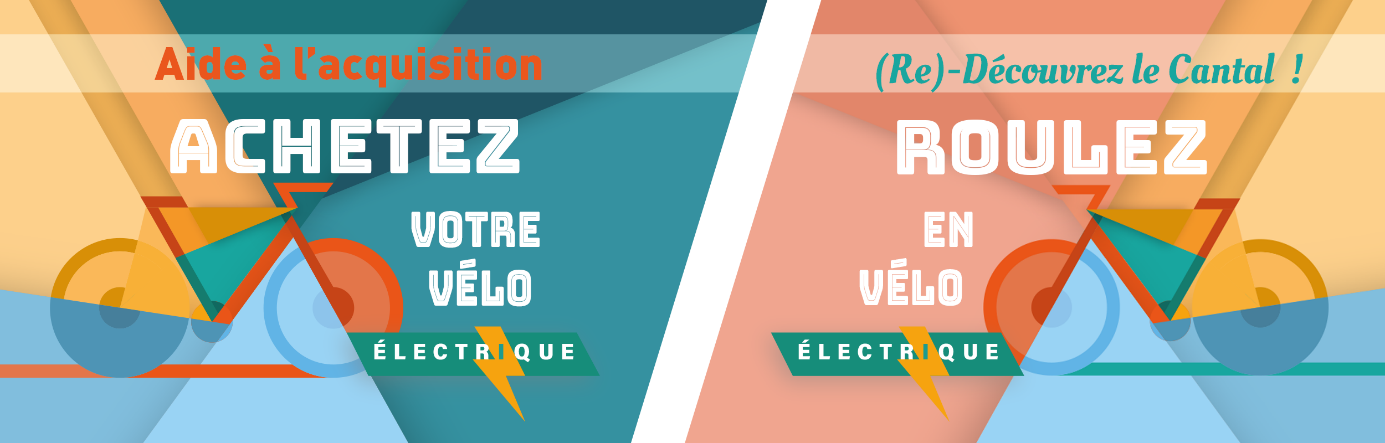 Aide à l'acquisition
ACHETEZ
VOTRE
VÉLO
ÉLECTRIQUE
(Re)-Découvrez le Cantal !
ROULEZ
EN
VÉLO
ÉLECTRIQUE